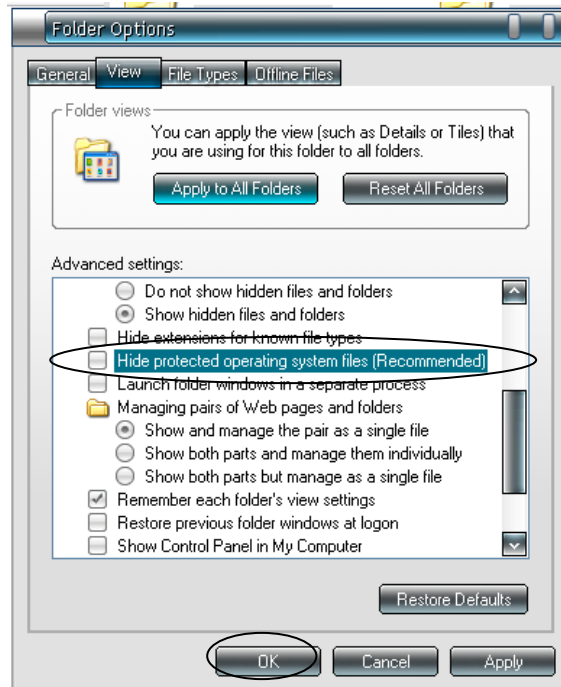 Folder Options
General View File Types Offline Files
Folder views
You can apply the view (such as Details or Tiles) that
you are using for this folder to all folders.
Apply to All Folders Reset All Folders
Advanced settings:
Do not show hidden files and folders
Show hidden files and folders
Hide extensions for known file types
Hide protected operating system files (Recommended)
Launch folder windows in a separate process
Managing pairs of Web pages and folders
Show and manage the pair as a single file
Show both parts and manage them individually
Show both parts but manage as a single file
Remember each folder's view settings
Restore previous folder windows at logon
Show Control Panel in My Computer
Restore Defaults
OK Cancel Apply